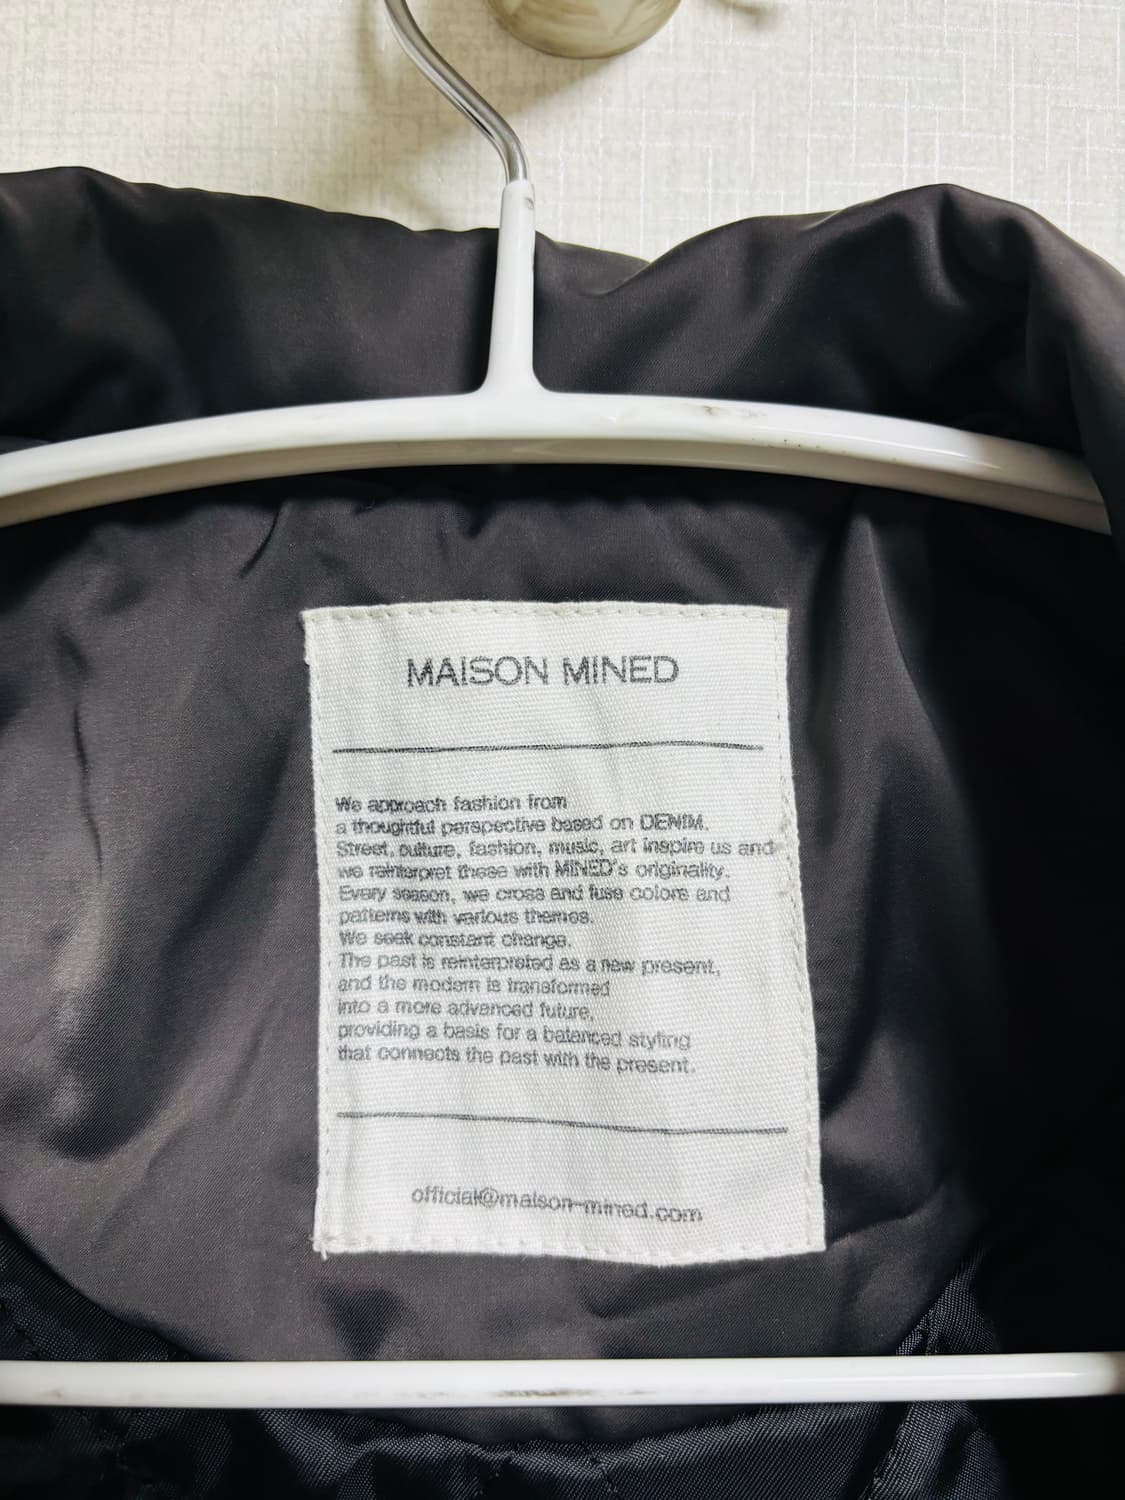 MAISON MINED
We approach fashion from
a thoughtful perspective based on DENIM.
Street, culture, fashion, music, art inspire us and
we reinterpret these with MINED's originality.
Every season, we cross and fuse colors and
patterns with various themes.
We seek constant change.
The past is reinterpreted as a new present,
and the modern is transformed
into a more advanced future,
providing a basis for a balanced styling
that connects the past with the present.
official@maison-mined.com